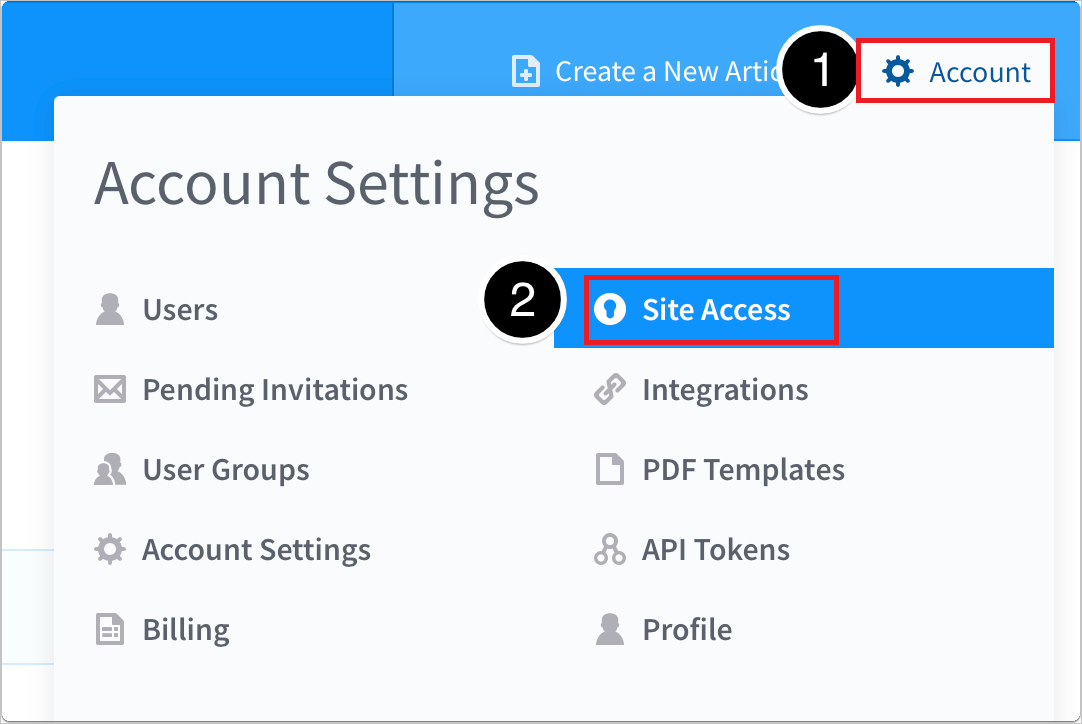 Create a New Artic
1
Account
Account Settings
Users
2
Site Access
Pending Invitations
Integrations
User Groups
PDF Templates
Account Settings
API Tokens
Billing
Profile